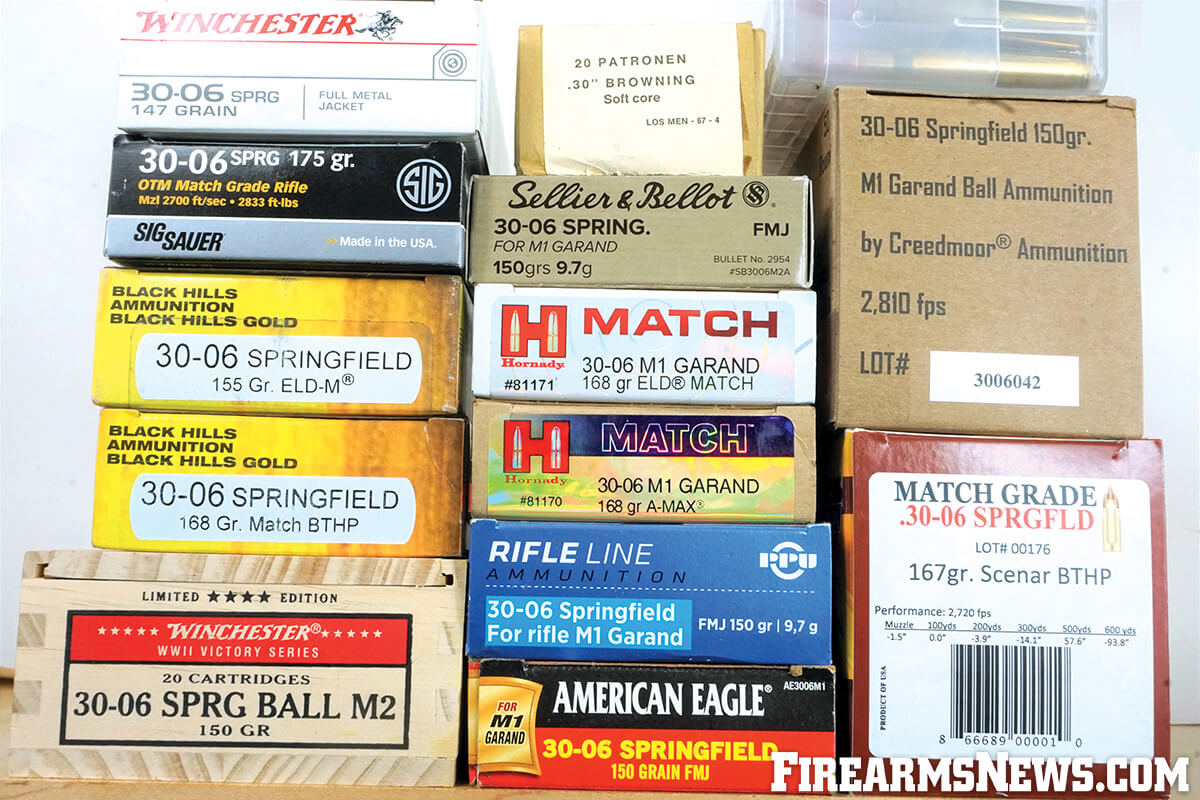 WINCHESTER
30-06 SPRG
147 GRAIN
FULL METAL
JACKET
30-06 SPRG 175 gr.
OTM Match Grade Rifle
Mzl 2700 ft/sec • 2833 ft-lbs
SIG
SIG SAUER
Made in the USA.
BLACK HILLS
AMMUNITION
BLACK HILLS GOLD
30-06 SPRINGFIELD
155 Gr. ELD-M®
BLACK HILLS
AMMUNITION
BLACK HILLS GOLD
30-06 SPRINGFIELD
168 Gr. Match BTHP
LIMITED ★★★★ EDITION
★★★★★ WINCHESTER® ★★★★★
WWII VICTORY SERIES
20 CARTRIDGES
30-06 SPRG BALL M2
150 GR
20 PATRONEN
.30" BROWNING
Soft core
LOS MEN - 67 - 4
Sellier & Bellot
30-06 SPRING.
FMJ
FOR M1 GARAND
150grs 9.7g
BULLET No. 2954
#SB3006M2A
H
Hornady
MATCH
30-06 M1 GARAND
#81171
168 gr ELD® MATCH
H
Hornady
MATCH™
30-06 M1 GARAND
#81170
168 gr A-MAX®
RIFLE LINE
AMMUNITION
PPU
30-06 Springfield
For rifle M1 Garand
FMJ 150 gr | 9,7 g
FOR
M1
GARAND
AMERICAN EAGLE®
AE3006M1
30-06 SPRINGFIELD
150 GRAIN FMJ
30-06 Springfield 150gr.
M1 Garand Ball Ammunition
by Creedmoor® Ammunition
2,810 fps
LOT#
3006042
MATCH GRADE
.30-06 SPRGFLD
LOT# 00176
167gr. Scenar BTHP
Performance: 2,720 fps
Muzzle 100yds 200yds 300yds 500yds 600 yds
-1.5" 0.0" -3.9" -14.1" 57.6" -93.8"
PRODUCT OF USA
8 66689 00001 0
FIREARMSNEWS.COM